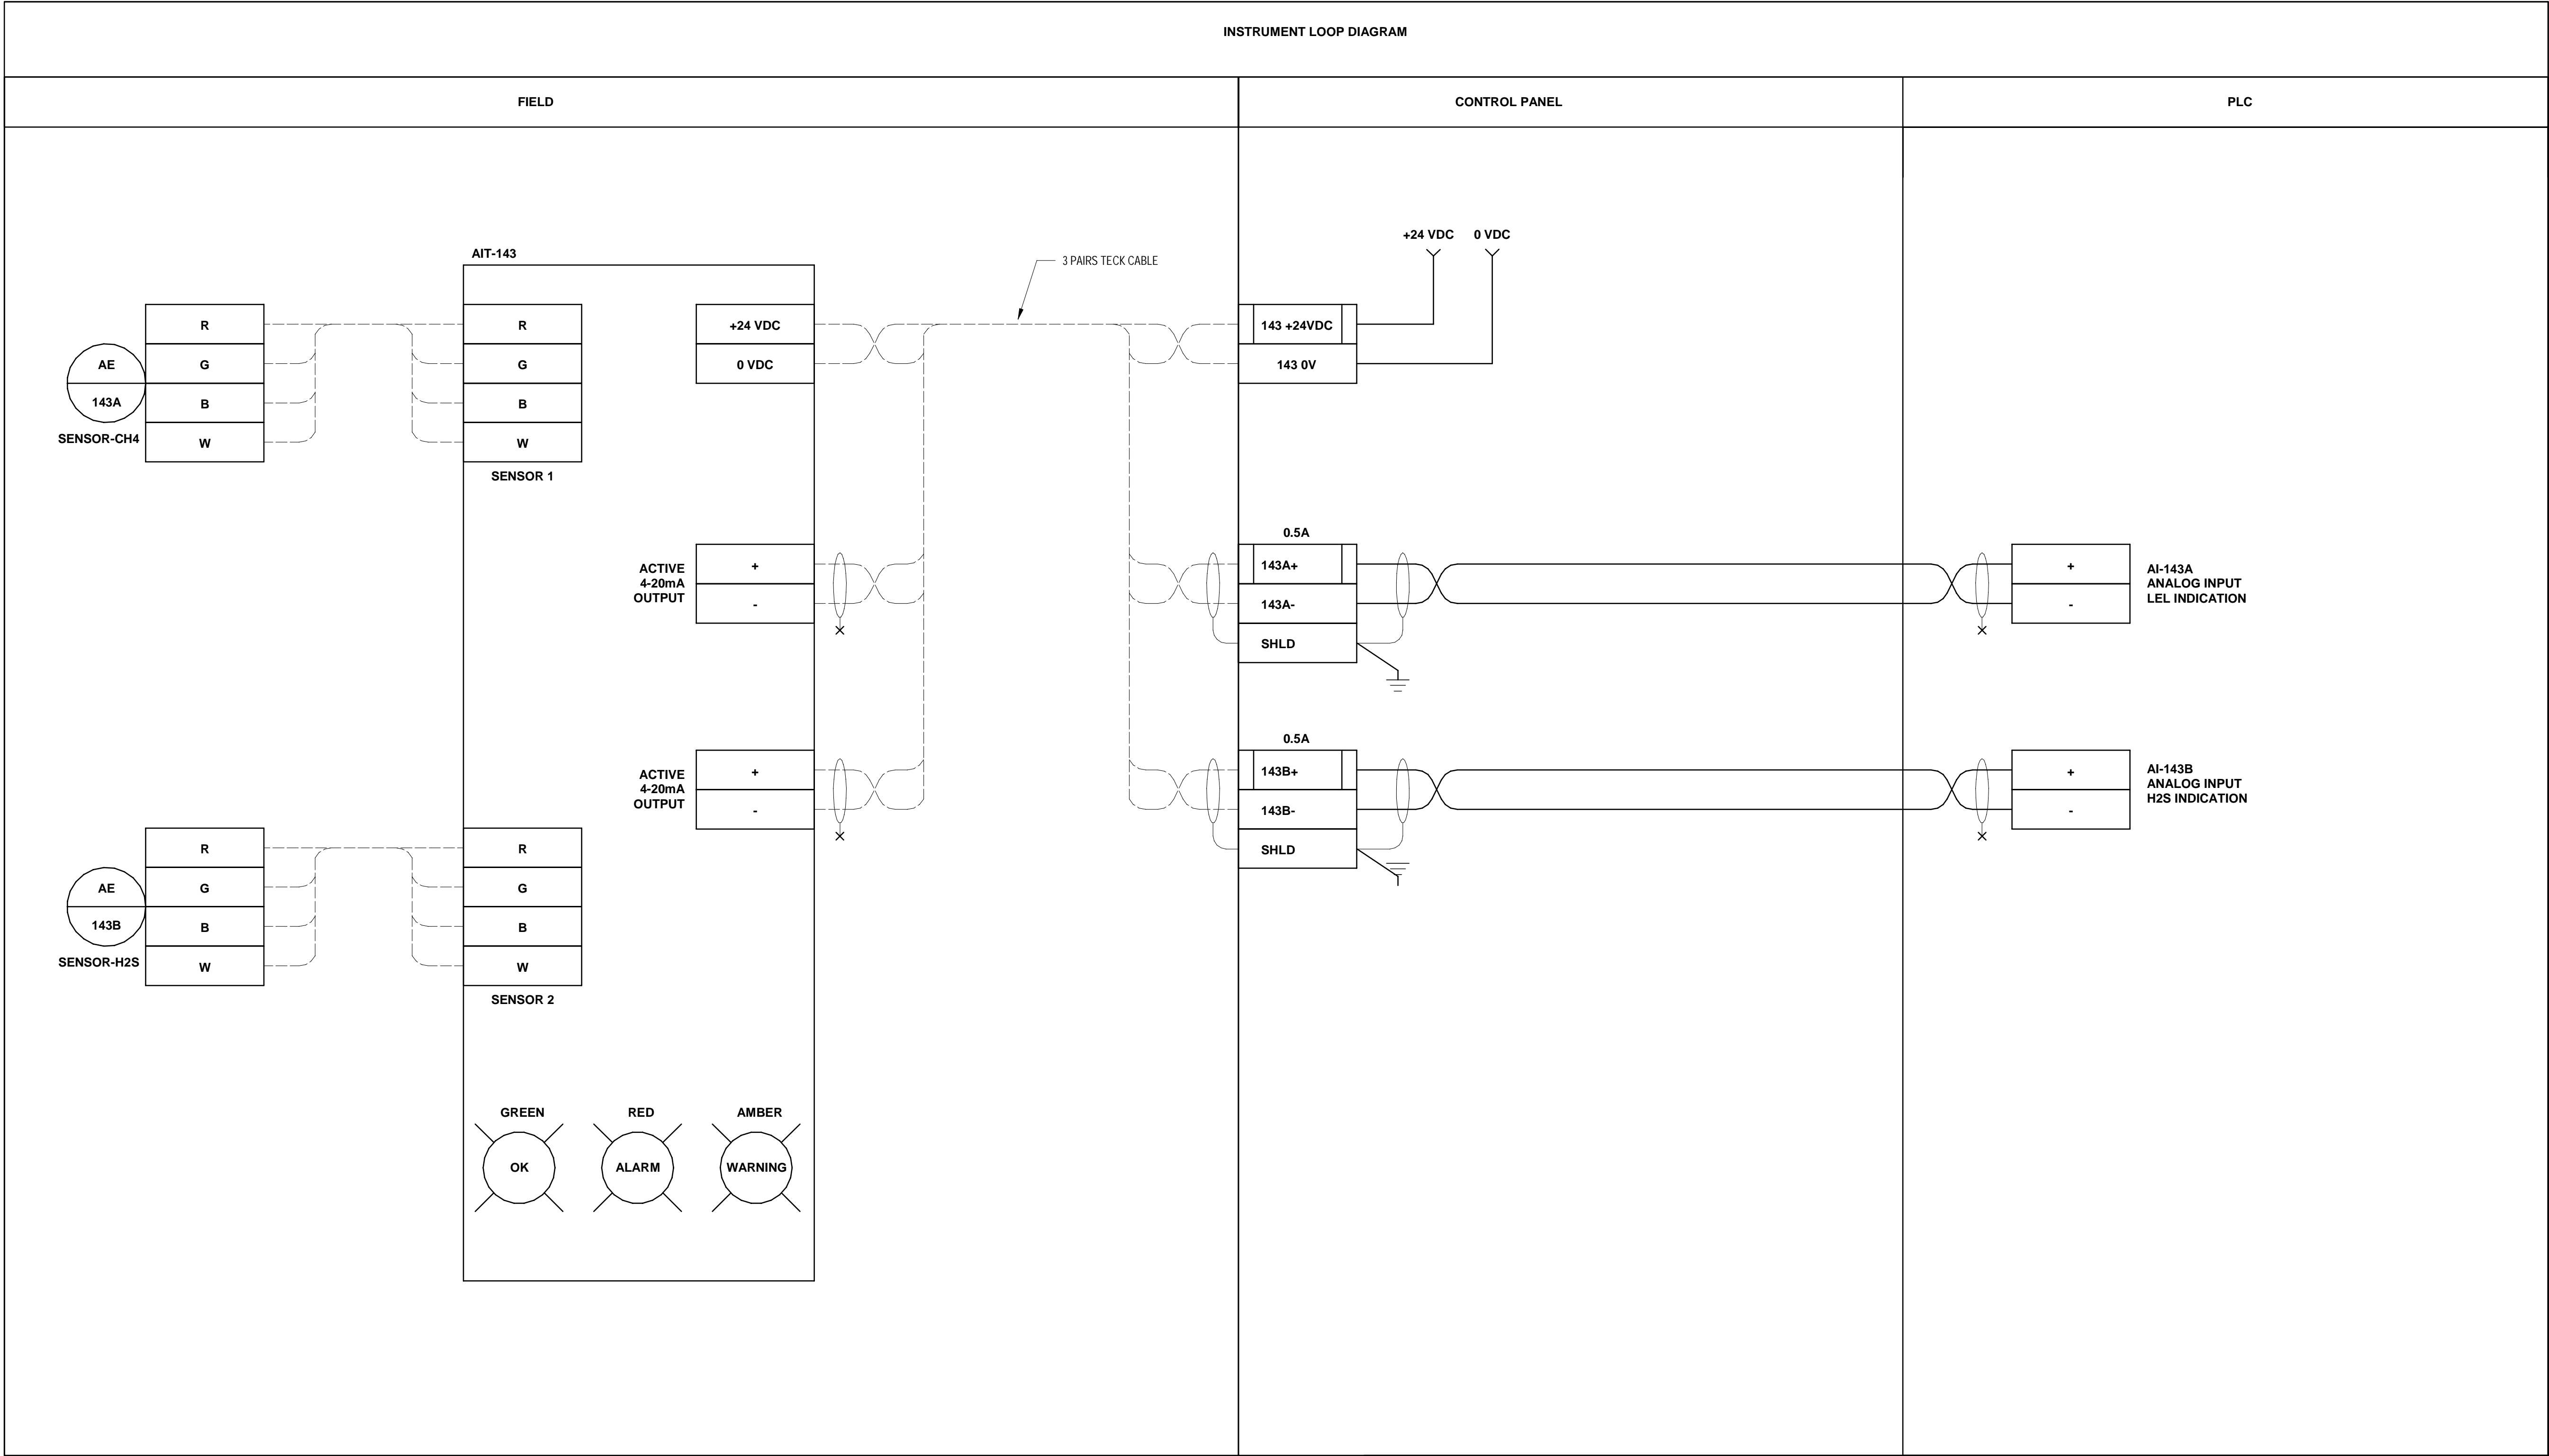 INSTRUMENT LOOP DIAGRAM
FIELD
CONTROL PANEL
PLC
AE
143A
SENSOR-CH4
R
G
B
W
AIT-143
R
G
B
W
SENSOR 1
+24 VDC
0 VDC
3 PAIRS TECK CABLE
+24 VDC
0 VDC
143 +24VDC
143 0V
ACTIVE
4-20mA
OUTPUT
+
-
0.5A
143A+
143A-
SHLD
+
-
AI-143A
ANALOG INPUT
LEL INDICATION
ACTIVE
4-20mA
OUTPUT
+
-
0.5A
143B+
143B-
SHLD
+
-
AI-143B
ANALOG INPUT
H2S INDICATION
AE
143B
SENSOR-H2S
R
G
B
W
R
G
B
W
SENSOR 2
GREEN
RED
AMBER
OK
ALARM
WARNING